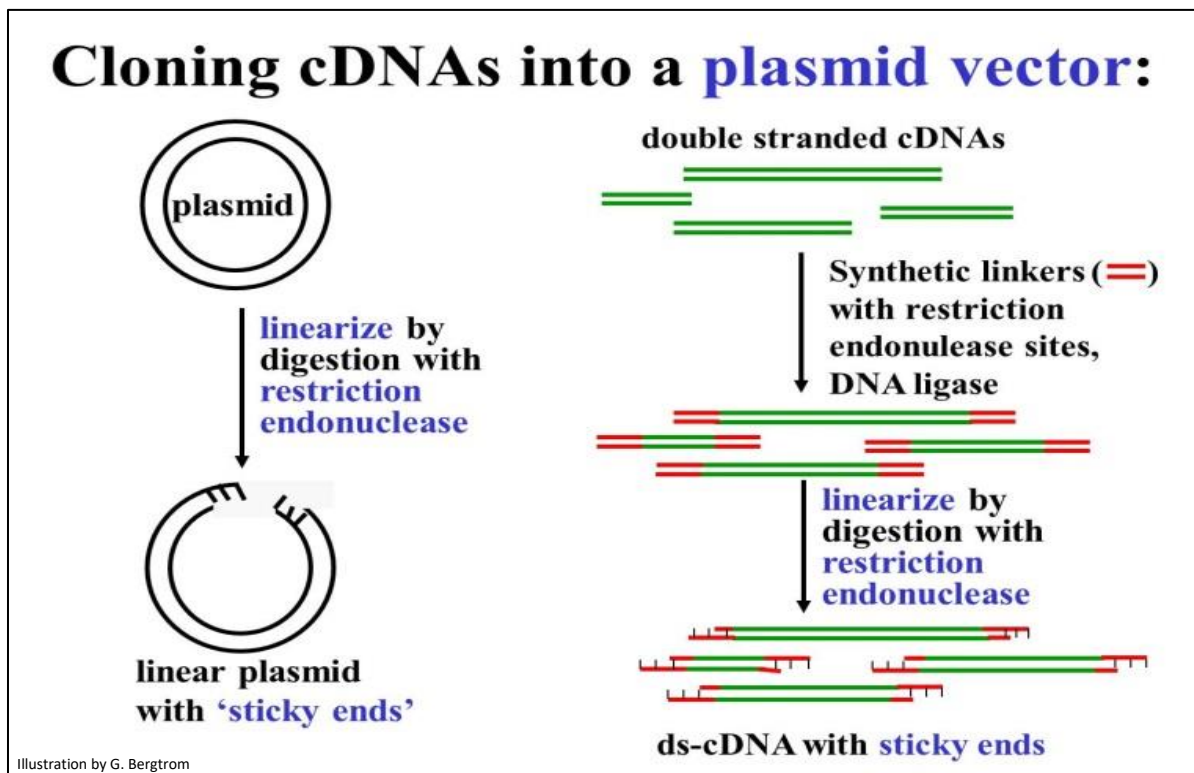 Cloning cDNAs into a plasmid vector:
plasmid
linearize by
digestion with
restriction
endonuclease
linear plasmid
with ‘sticky ends’
double stranded cDNAs
Synthetic linkers ( )
with restriction
endonulease sites,
DNA ligase
linearize by
digestion with
restriction
endonuclease
ds-cDNA with sticky ends
Illustration by G. Bergtrom